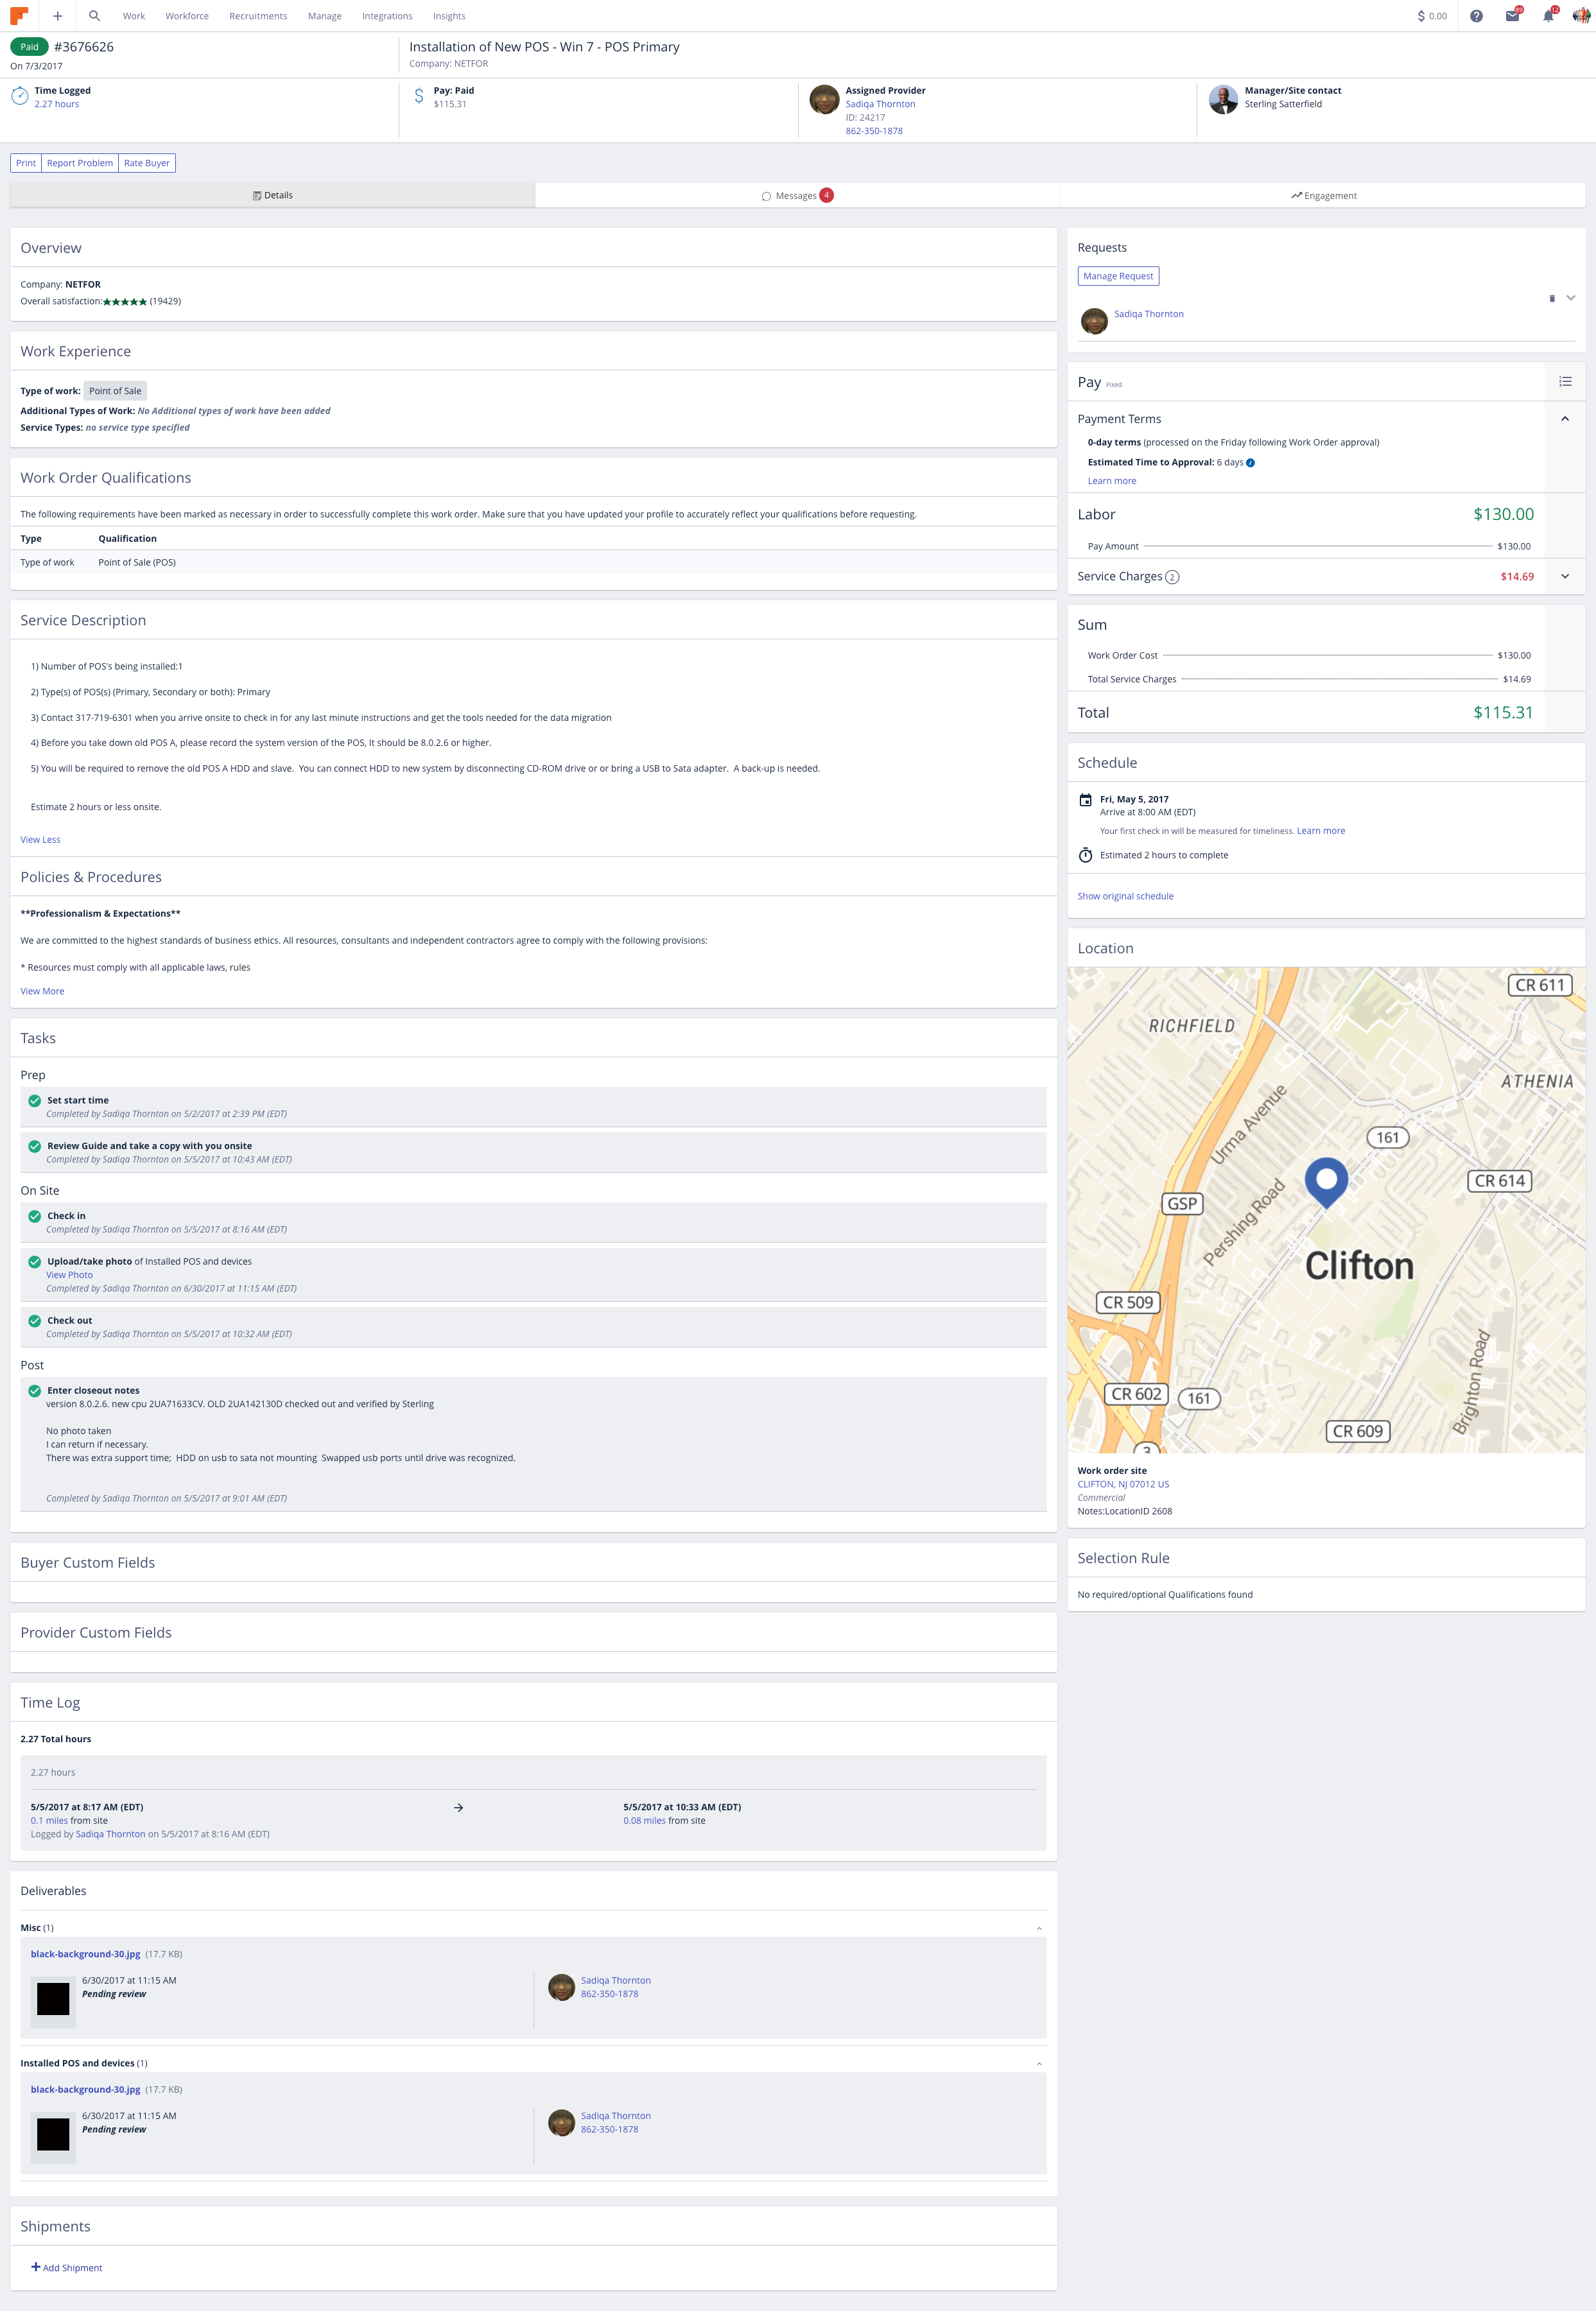 Work Workforce Recruitments Manage Integrations Insights
$ 0.00
89
12
Paid #3676626
On 7/3/2017
Installation of New POS - Win 7 - POS Primary
Company: NETFOR
Time Logged
2.27 hours
Pay: Paid
$115.31
Assigned Provider
Sadiqa Thornton
ID: 24217
862-350-1878
Manager/Site contact
Sterling Satterfield
Print Report Problem Rate Buyer
Details
Messages 4
Engagement
Overview
Company: NETFOR
Overall satisfaction:★★★★★ (19429)
Work Experience
Type of work: Point of Sale
Additional Types of Work: No Additional types of work have been added
Service Types: no service type specified
Work Order Qualifications
The following requirements have been marked as necessary in order to successfully complete this work order. Make sure that you have updated your profile to accurately reflect your qualifications before requesting.
Type Qualification
Type of work Point of Sale (POS)
Service Description
1) Number of POS's being installed:1
2) Type(s) of POS(s) (Primary, Secondary or both): Primary
3) Contact 317-719-6301 when you arrive onsite to check in for any last minute instructions and get the tools needed for the data migration
4) Before you take down old POS A, please record the system version of the POS, It should be 8.0.2.6 or higher.
5) You will be required to remove the old POS A HDD and slave. You can connect HDD to new system by disconnecting CD-ROM drive or or bring a USB to Sata adapter. A back-up is needed.
Estimate 2 hours or less onsite.
View Less
Policies & Procedures
**Professionalism & Expectations**
We are committed to the highest standards of business ethics. All resources, consultants and independent contractors agree to comply with the following provisions:
* Resources must comply with all applicable laws, rules
View More
Tasks
Prep
Set start time
Completed by Sadiqa Thornton on 5/2/2017 at 2:39 PM (EDT)
Review Guide and take a copy with you onsite
Completed by Sadiqa Thornton on 5/5/2017 at 10:43 AM (EDT)
On Site
Check in
Completed by Sadiqa Thornton on 5/5/2017 at 8:16 AM (EDT)
Upload/take photo of Installed POS and devices
View Photo
Completed by Sadiqa Thornton on 6/30/2017 at 11:15 AM (EDT)
Check out
Completed by Sadiqa Thornton on 5/5/2017 at 10:32 AM (EDT)
Post
Enter closeout notes
version 8.0.2.6. new cpu 2UA71633CV. OLD 2UA142130D checked out and verified by Sterling
No photo taken
I can return if necessary.
There was extra support time; HDD on usb to sata not mounting Swapped usb ports until drive was recognized.
Completed by Sadiqa Thornton on 5/5/2017 at 9:01 AM (EDT)
Buyer Custom Fields
Provider Custom Fields
Time Log
2.27 Total hours
2.27 hours
5/5/2017 at 8:17 AM (EDT)
0.1 miles from site
Logged by Sadiqa Thornton on 5/5/2017 at 8:16 AM (EDT)
5/5/2017 at 10:33 AM (EDT)
0.08 miles from site
Deliverables
Misc (1)
black-background-30.jpg (17.7 KB)
6/30/2017 at 11:15 AM
Pending review
Sadiqa Thornton
862-350-1878
Installed POS and devices (1)
black-background-30.jpg (17.7 KB)
6/30/2017 at 11:15 AM
Pending review
Sadiqa Thornton
862-350-1878
Shipments
Add Shipment
Requests
Manage Request
Sadiqa Thornton
Pay Fixed
Payment Terms
0-day terms (processed on the Friday following Work Order approval)
Estimated Time to Approval: 6 days
Learn more
Labor $130.00
Pay Amount $130.00
Service Charges 2 $14.69
Sum
Work Order Cost $130.00
Total Service Charges $14.69
Total $115.31
Schedule
Fri, May 5, 2017
Arrive at 8:00 AM (EDT)
Your first check in will be measured for timeliness. Learn more
Estimated 2 hours to complete
Show original schedule
Location
CR 611
RICHFIELD
ATHENIA
Urma Avenue
161
CR 614
GSP
Pershing Road
Clifton
CR 509
Brighton Road
CR 602
161
CR 609
3
Work order site
CLIFTON, NJ 07012 US
Commercial
Notes:LocationID 2608
Selection Rule
No required/optional Qualifications found